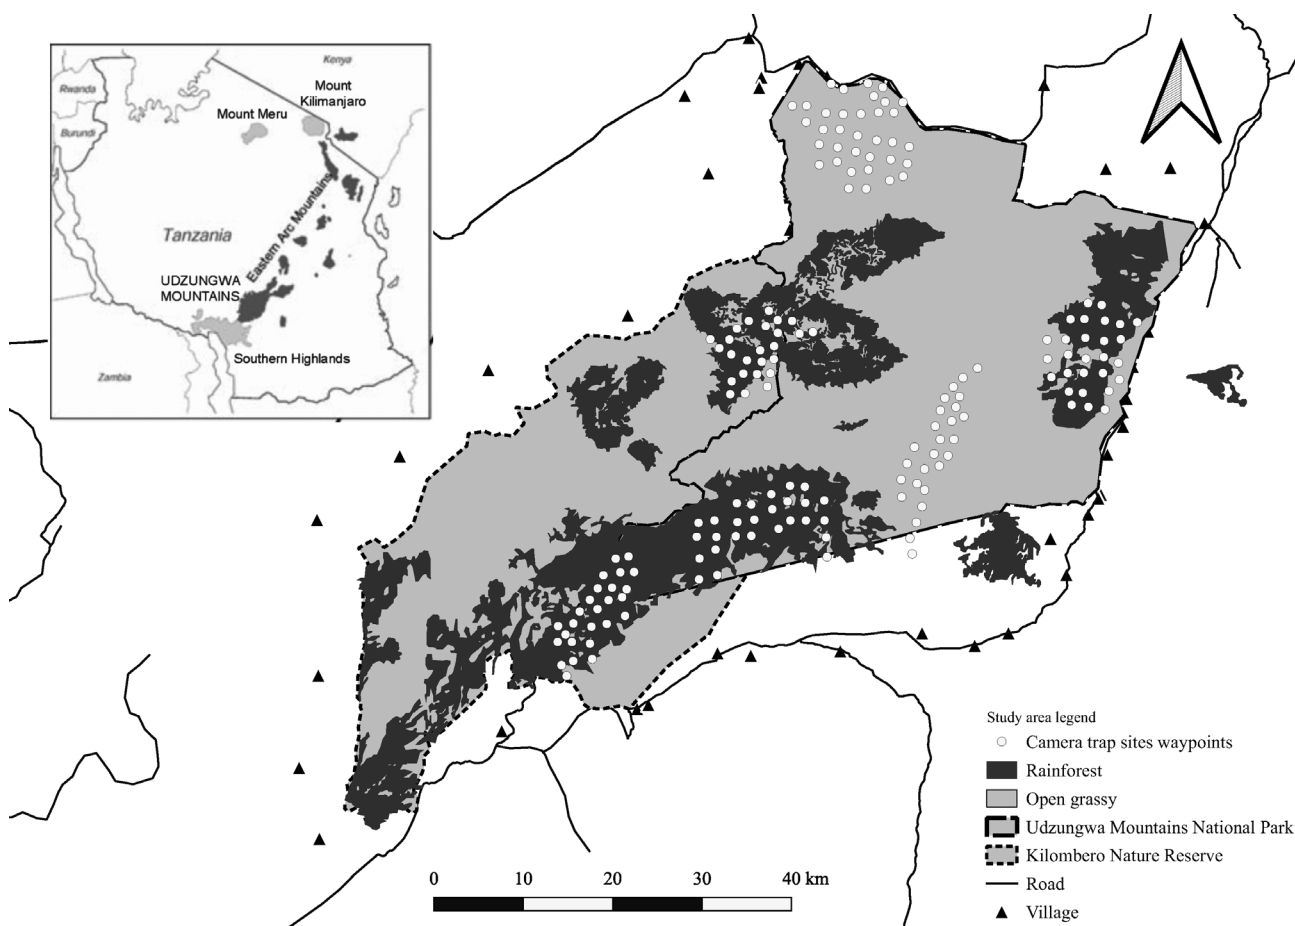 Kenya
Rwanda
Mount
Kilimanjaro
Mount Meru
Burundi
Eastern Arc Mountains
Tanzania
UDZUNGWA
MOUNTAINS
Southern Highlands
Zambia
Study area legend
Camera trap sites waypoints
Rainforest
Open grassy
Udzungwa Mountains National Park
Kilombero Nature Reserve
Road
Village
0 10 20 30 40 km